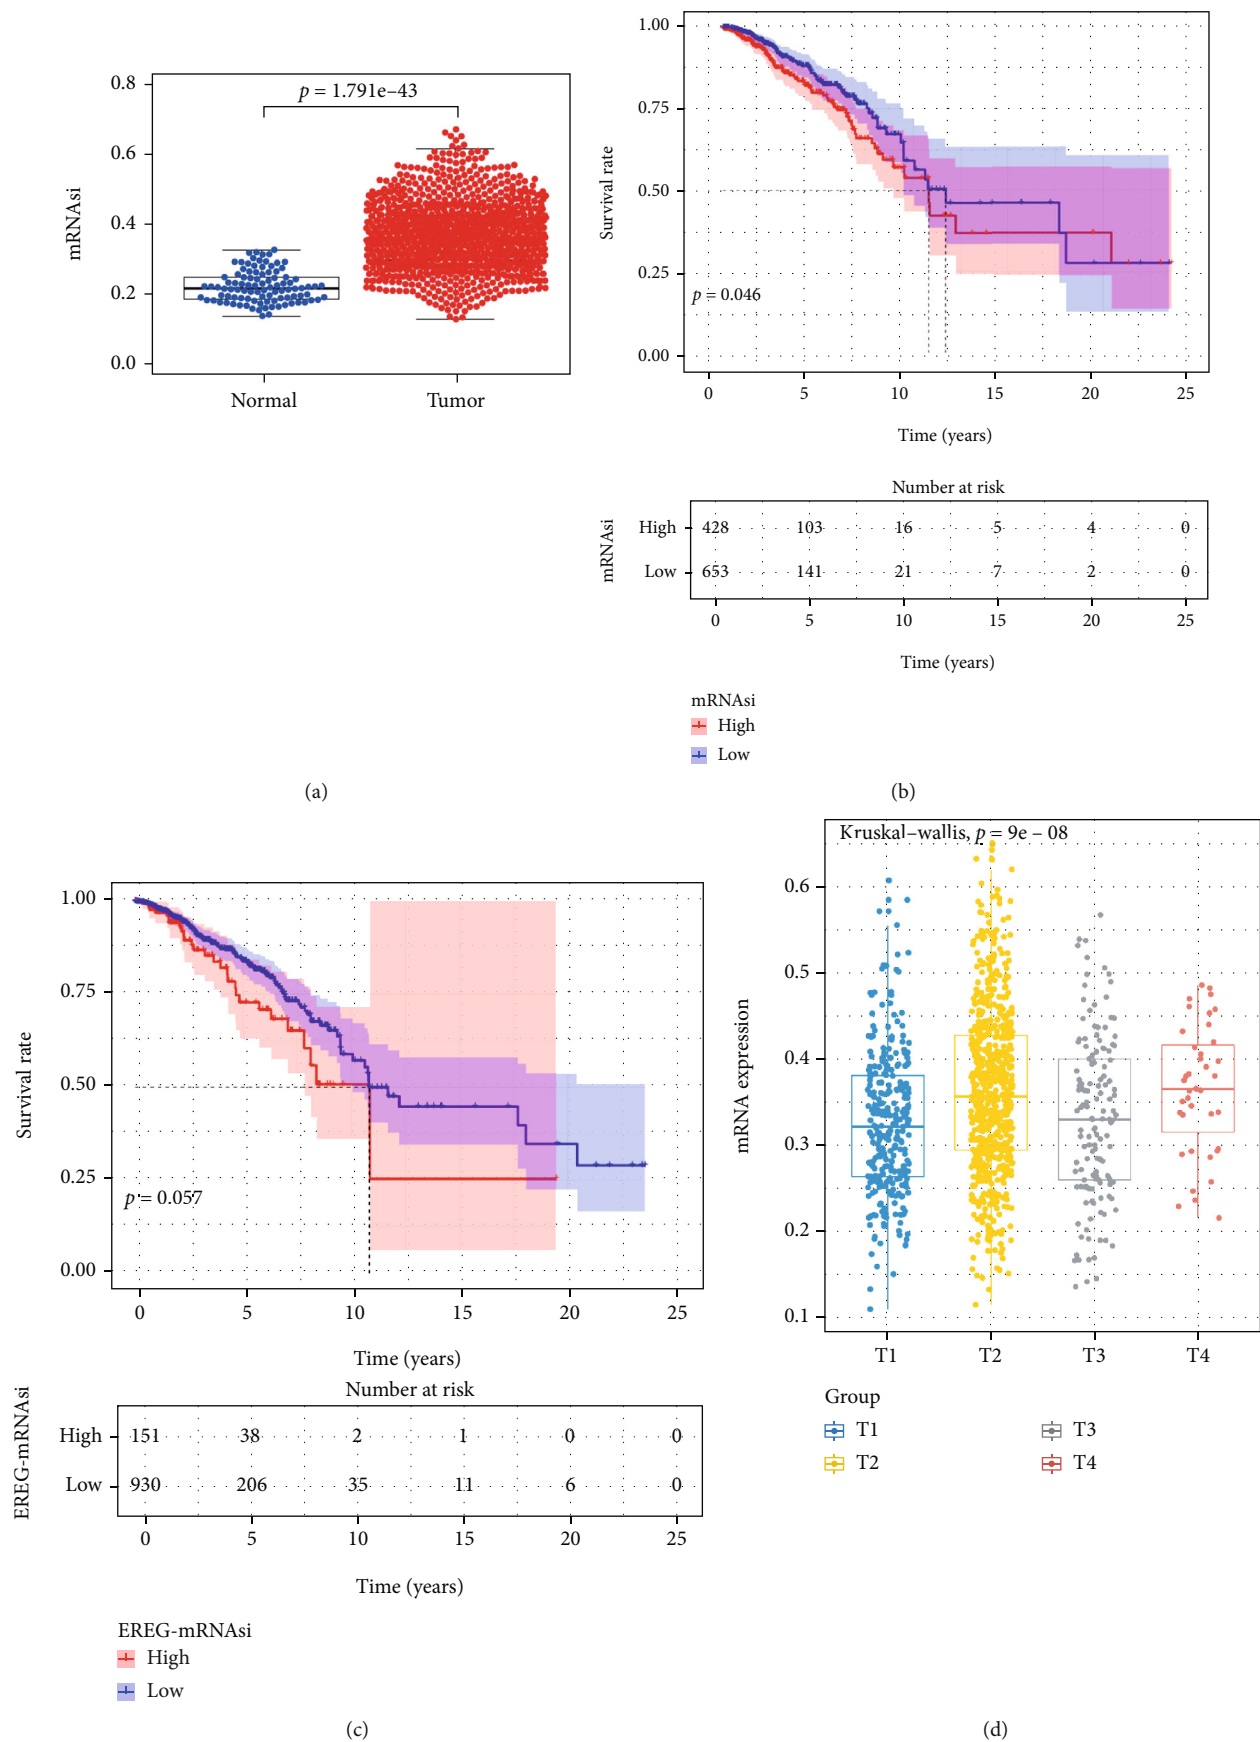 0.8
0.6
0.4
0.2
0.0
mRNAsi
p = 1.791e–43
Normal Tumor
(a)
1.00
0.75
0.50
0.25
0.00
Survival rate
p = 0.046
0 5 10 15 20 25
Time (years)
Number at risk
mRNAsi
High 428 103 16 5 4 0
Low 653 141 21 7 2 0
0 5 10 15 20 25
Time (years)
mRNAsi
High
Low
(b)
1.00
0.75
0.50
0.25
0.00
Survival rate
p = 0.057
0 5 10 15 20 25
Time (years)
Number at risk
EREG-mRNAsi
High 151 38 2 1 0 0
Low 930 206 35 11 6 0
0 5 10 15 20 25
Time (years)
EREG-mRNAsi
High
Low
(c)
Kruskal–wallis, p = 9e – 08
0.6
0.5
0.4
0.3
0.2
0.1
mRNA expression
T1 T2 T3 T4
Group
T1 T3
T2 T4
(d)